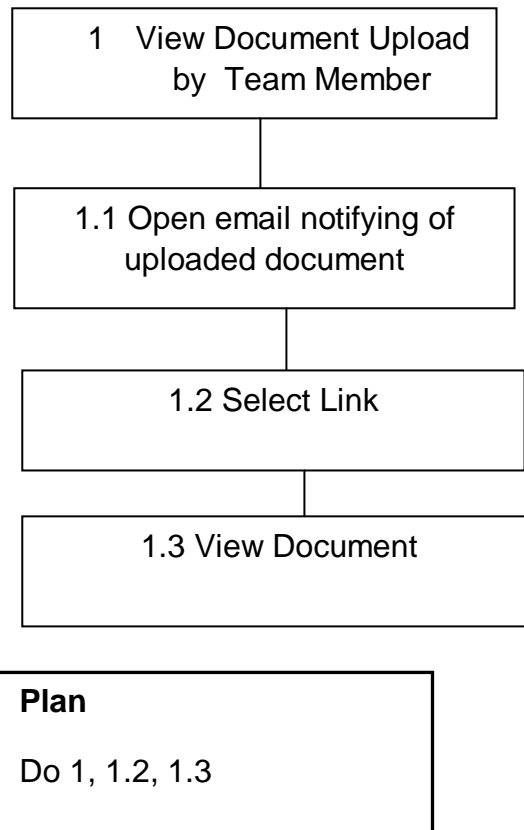 1 View Document Upload
by Team Member
1.1 Open email notifying of
uploaded document
1.2 Select Link
1.3 View Document
Plan
Do 1, 1.2, 1.3